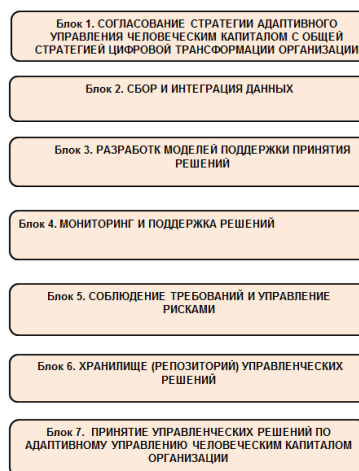 Блок 1. СОГЛАСОВАНИЕ СТРАТЕГИИ АДАПТИВНОГО
УПРАВЛЕНИЯ ЧЕЛОВЕЧЕСКИМ КАПИТАЛОМ С ОБЩЕЙ
СТРАТЕГИЕЙ ЦИФРОВОЙ ТРАНСФОРМАЦИИ ОРГАНИЗАЦИИ
Блок 2. СБОР И ИНТЕГРАЦИЯ ДАННЫХ
Блок 3. РАЗРАБОТК МОДЕЛЕЙ ПОДДЕРЖКИ ПРИНЯТИЯ
РЕШЕНИЙ
Блок 4. МОНИТОРИНГ И ПОДДЕРЖКА РЕШЕНИЙ
Блок 5. СОБЛЮДЕНИЕ ТРЕБОВАНИЙ И УПРАВЛЕНИЕ
РИСКАМИ
Блок 6. ХРАНИЛИЩЕ (РЕПОЗИТОРИЙ) УПРАВЛЕНЧЕСКИХ
РЕШЕНИЙ
Блок 7. ПРИНЯТИЕ УПРАВЛЕНЧЕСКИХ РЕШЕНИЙ ПО
АДАПТИВНОМУ УПРАВЛЕНИЮ ЧЕЛОВЕЧЕСКИМ КАПИТАЛОМ
ОРГАНИЗАЦИИ